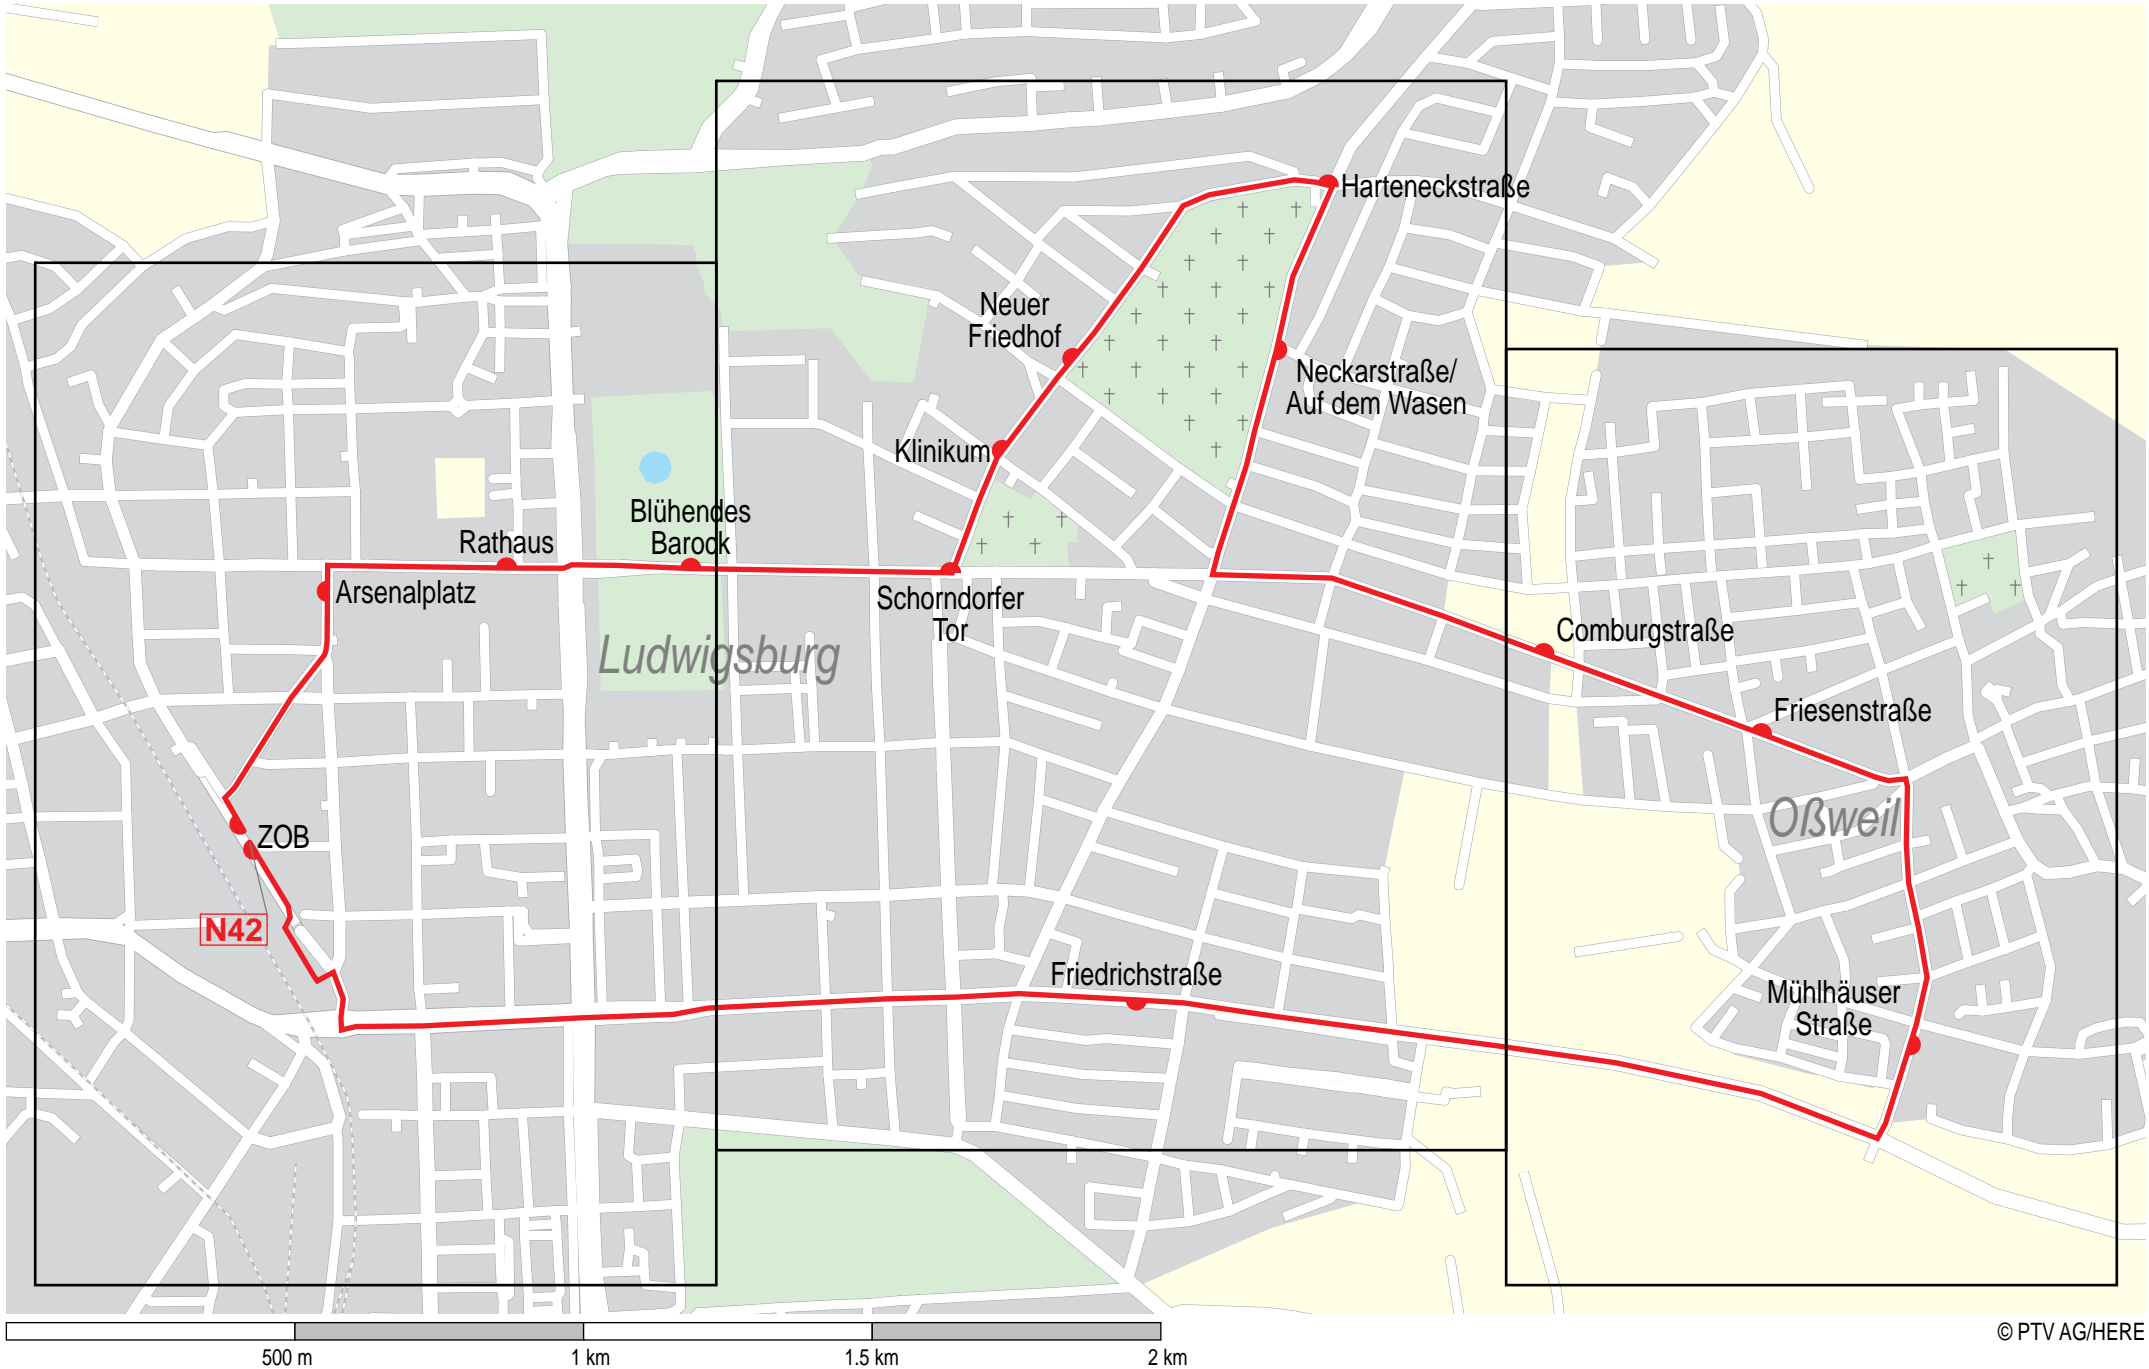 Harteneckstraße
Neuer
Friedhof
Neckarstraße/
Auf dem Wasen
Klinikum
Blühendes
Barock
Rathaus
Arsenalplatz
Schorndorfer
Tor
Ludwigsburg
Comburgstraße
Friesenstraße
Oßweil
ZOB
N42
Friedrichstraße
Mühlhäuser
Straße
© PTV AG/HERE
500 m
1 km
1.5 km
2 km